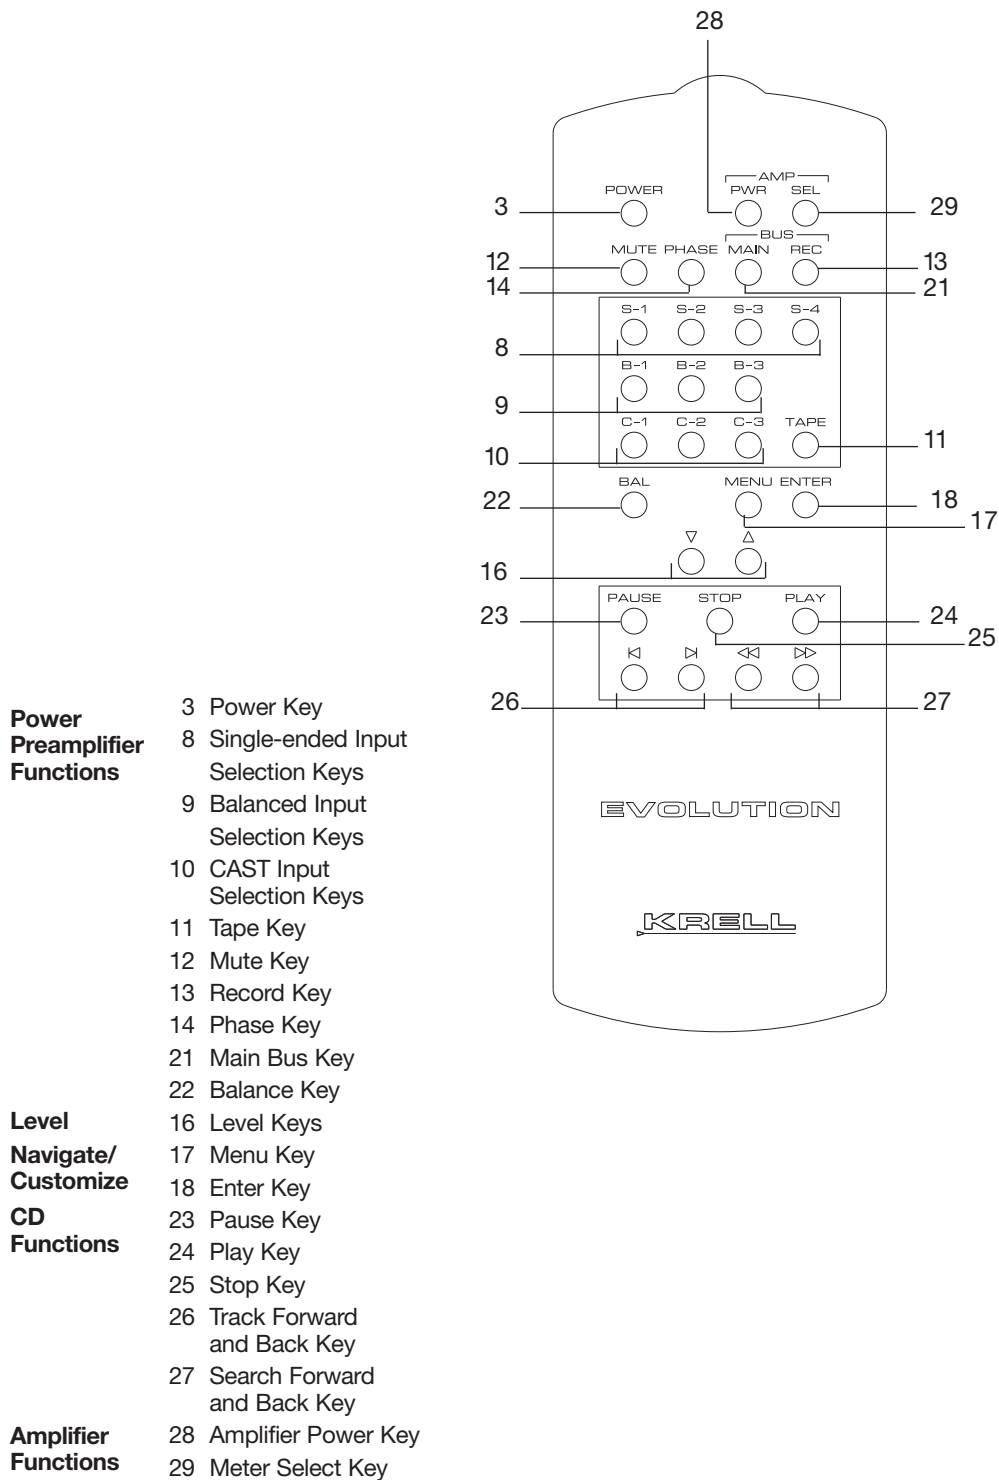 28
AMP
POWER PWR SEL
3 29
BUS
MUTE PHASE MAIN REC
12 13
14 21
S-1 S-2 S-3 S-4
8
B-1 B-2 B-3
9
C-1 C-2 C-3 TAPE
10 11
BAL MENU ENTER
22 18
17
16
PAUSE STOP PLAY
23 24
25
26 27
EVOLUTION
KRELL
Power
Preamplifier
Functions
3 Power Key
8 Single-ended Input
Selection Keys
9 Balanced Input
Selection Keys
10 CAST Input
Selection Keys
11 Tape Key
12 Mute Key
13 Record Key
14 Phase Key
21 Main Bus Key
22 Balance Key
Level
16 Level Keys
Navigate/
Customize
17 Menu Key
18 Enter Key
CD
Functions
23 Pause Key
24 Play Key
25 Stop Key
26 Track Forward
and Back Key
27 Search Forward
and Back Key
Amplifier
Functions
28 Amplifier Power Key
29 Meter Select Key